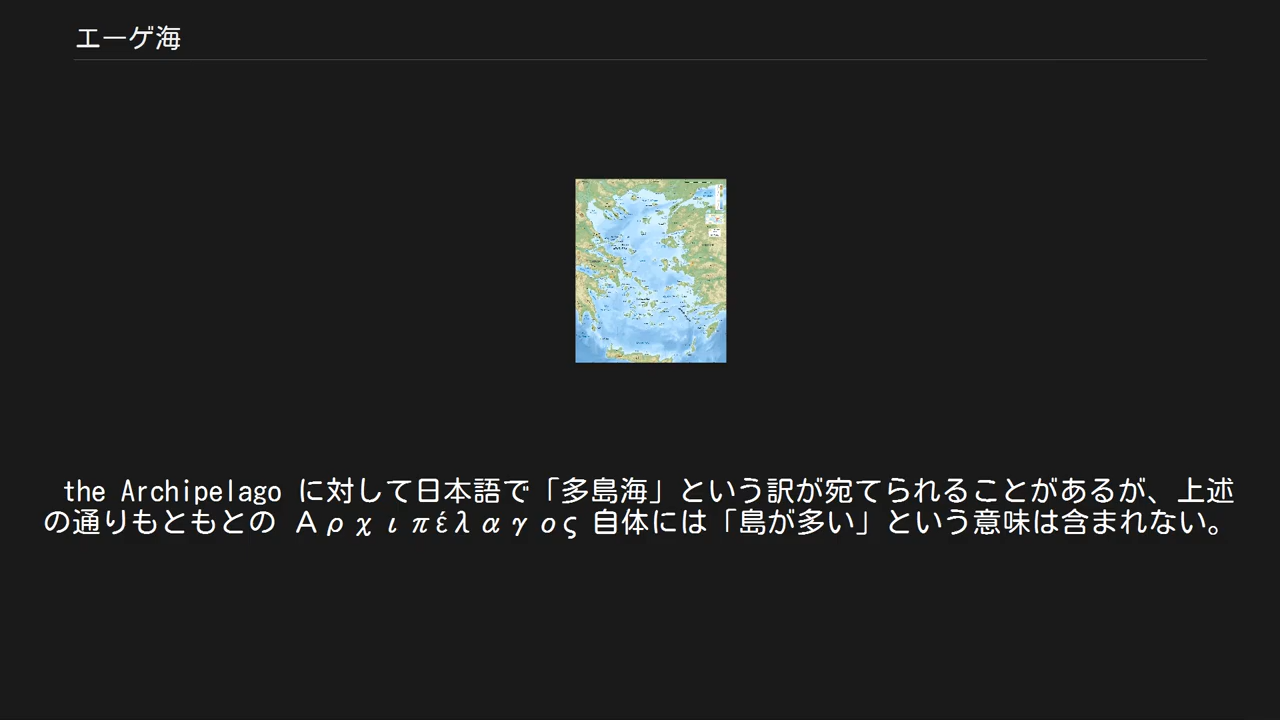 エーゲ海
the Archipelago に対して日本語で「多島海」という訳が宛てられることがあるが、上述
の通りもともとの Αρχιπέλαγος 自体には「島が多い」という意味は含まれない。